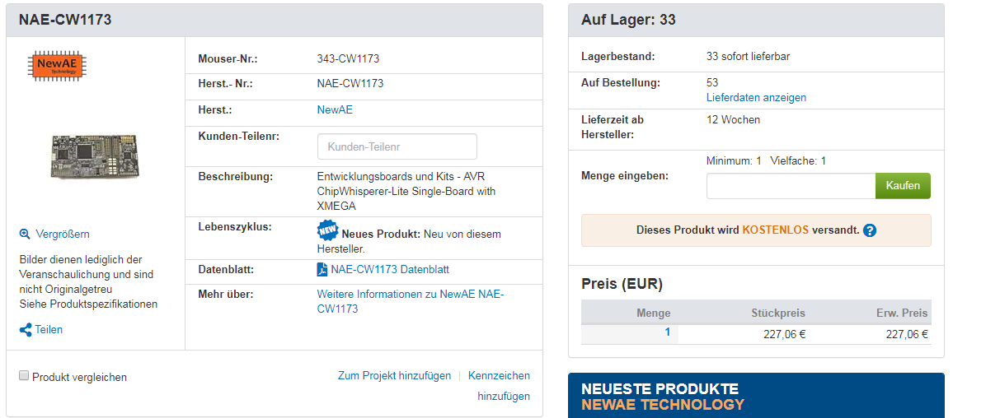 NAE-CW1173
NewAE
Technology
Vergrößern
Bilder dienen lediglich der
Veranschaulichung und sind
nicht Originalgetreu
Siehe Produktspezifikationen
Teilen
Mouser-Nr.: 343-CW1173
Herst.- Nr.: NAE-CW1173
Herst.: NewAE
Kunden-Teilenr:
Kunden-Teilenr
Beschreibung: Entwicklungsboards und Kits - AVR
ChipWhisperer-Lite Single-Board with
XMEGA
Lebenszyklus: NEW Neues Produkt: Neu von diesem
Hersteller.
Datenblatt: NAE-CW1173 Datenblatt
Mehr über: Weitere Informationen zu NewAE NAE-
CW1173
Produkt vergleichen
Zum Projekt hinzufügen | Kennzeichen
hinzufügen
Auf Lager: 33
Lagerbestand: 33 sofort lieferbar
Auf Bestellung: 53
Lieferdaten anzeigen
Lieferzeit ab 12 Wochen
Hersteller:
Minimum: 1 Vielfache: 1
Menge eingeben:
Kaufen
Dieses Produkt wird KOSTENLOS versandt. ?
Preis (EUR)
Menge Stückpreis Erw. Preis
1 227,06 € 227,06 €
NEUESTE PRODUKTE
NEWAE TECHNOLOGY